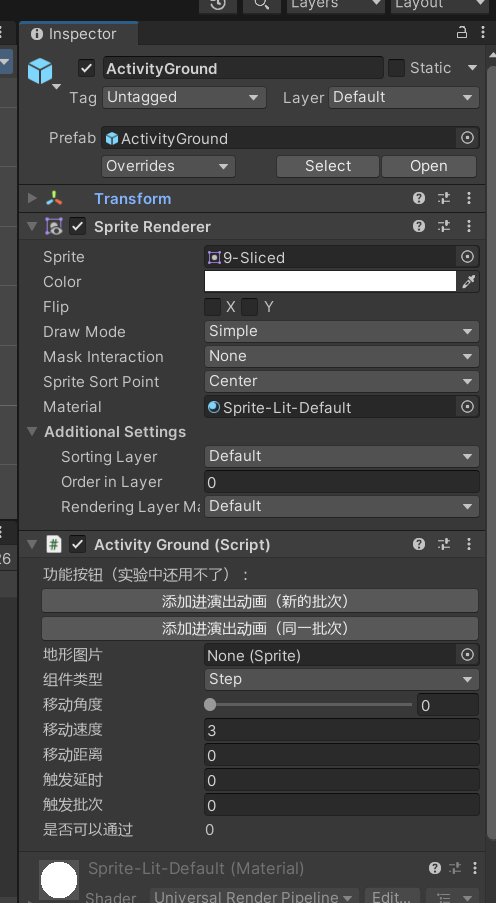 Layers
Layout
Inspector
ActivityGround
Static
Tag
Untagged
Layer
Default
Prefab
ActivityGround
Overrides
Select
Open
Transform
Sprite Renderer
Sprite
9-Sliced
Color
Flip
X
Y
Draw Mode
Simple
Mask Interaction
None
Sprite Sort Point
Center
Material
Sprite-Lit-Default
Additional Settings
Sorting Layer
Default
Order in Layer
0
Rendering Layer Ma
Default
26
# Activity Ground (Script)
功能按钮（实验中还用不了）：
添加进演出动画（新的批次）
添加进演出动画（同一批次）
地形图片
None (Sprite)
组件类型
Step
移动角度
0
移动速度
3
移动距离
0
触发延时
0
触发批次
0
是否可以通过
0
Sprite-Lit-Default (Material)
Shader
Universal Render Pipeline
Edit...